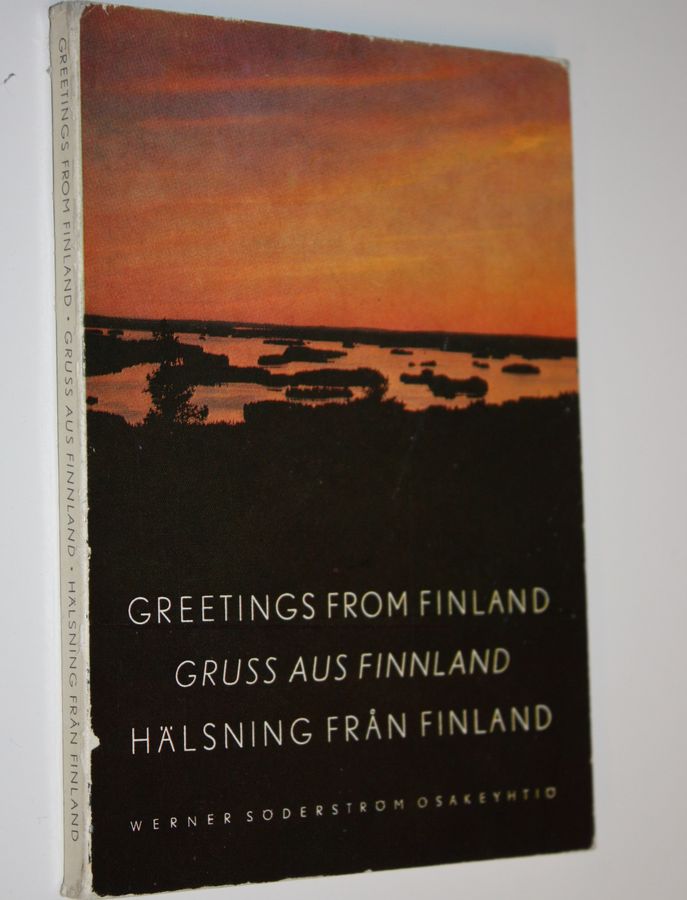 GREETINGS FROM FINLAND • GRUSS AUS FINNLAND • HÄLSNING FRÅN FINLAND
GREETINGS FROM FINLAND
GRUSS AUS FINNLAND
HÄLSNING FRÅN FINLAND
WERNER SÖDERSTRÖM OSAKEYHTIÖ